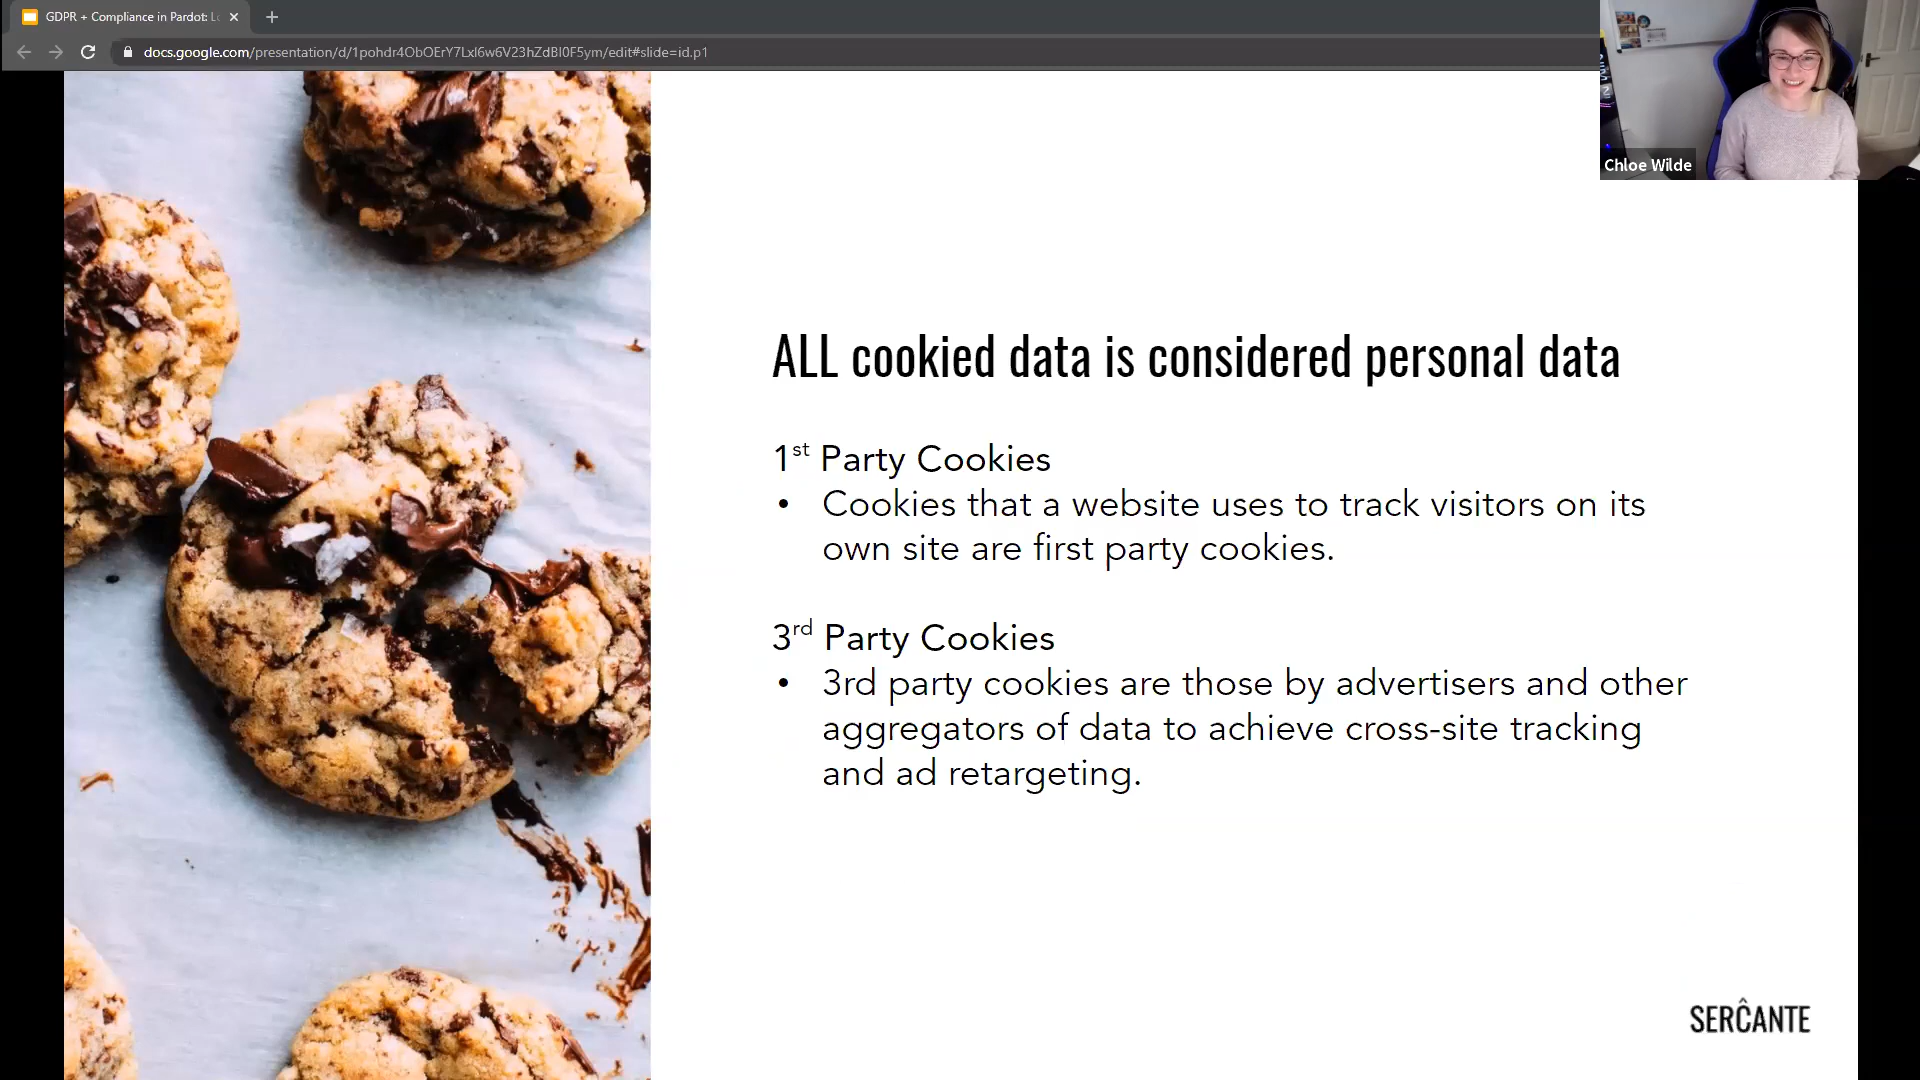 GDPR + Compliance in Pardot:
docs.google.com/presentation/d/1pohdr4ObOErY7Lxl6w6V23hZdBl0F5ym/edit#slide=id.p1
Chloe Wilde
ALL cookied data is considered personal data
1st Party Cookies
• Cookies that a website uses to track visitors on its
own site are first party cookies.
3rd Party Cookies
• 3rd party cookies are those by advertisers and other
aggregators of data to achieve cross-site tracking
and ad retargeting.
SERĈANTE